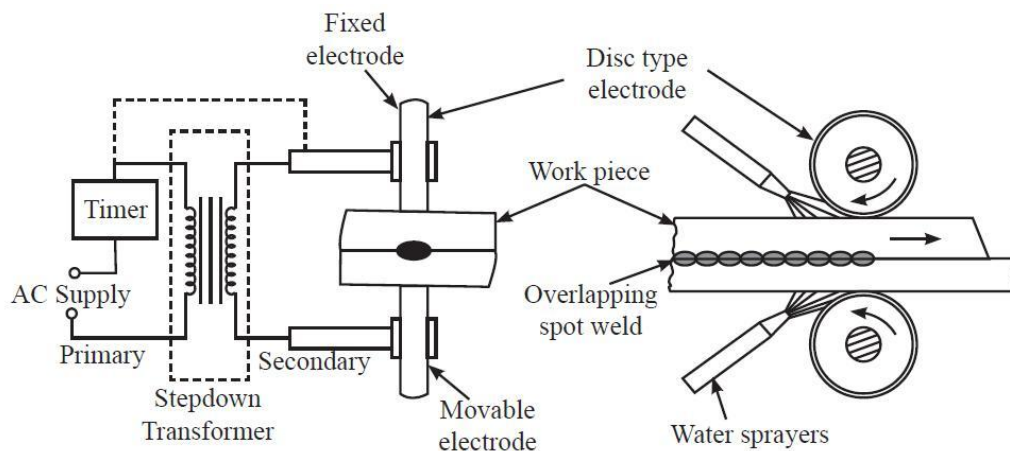 Fixed
electrode
Disc type
electrode
Timer
Work piece
AC Supply
Overlapping
spot weld
Primary
Secondary
Stepdown
Transformer
Movable
electrode
Water sprayers